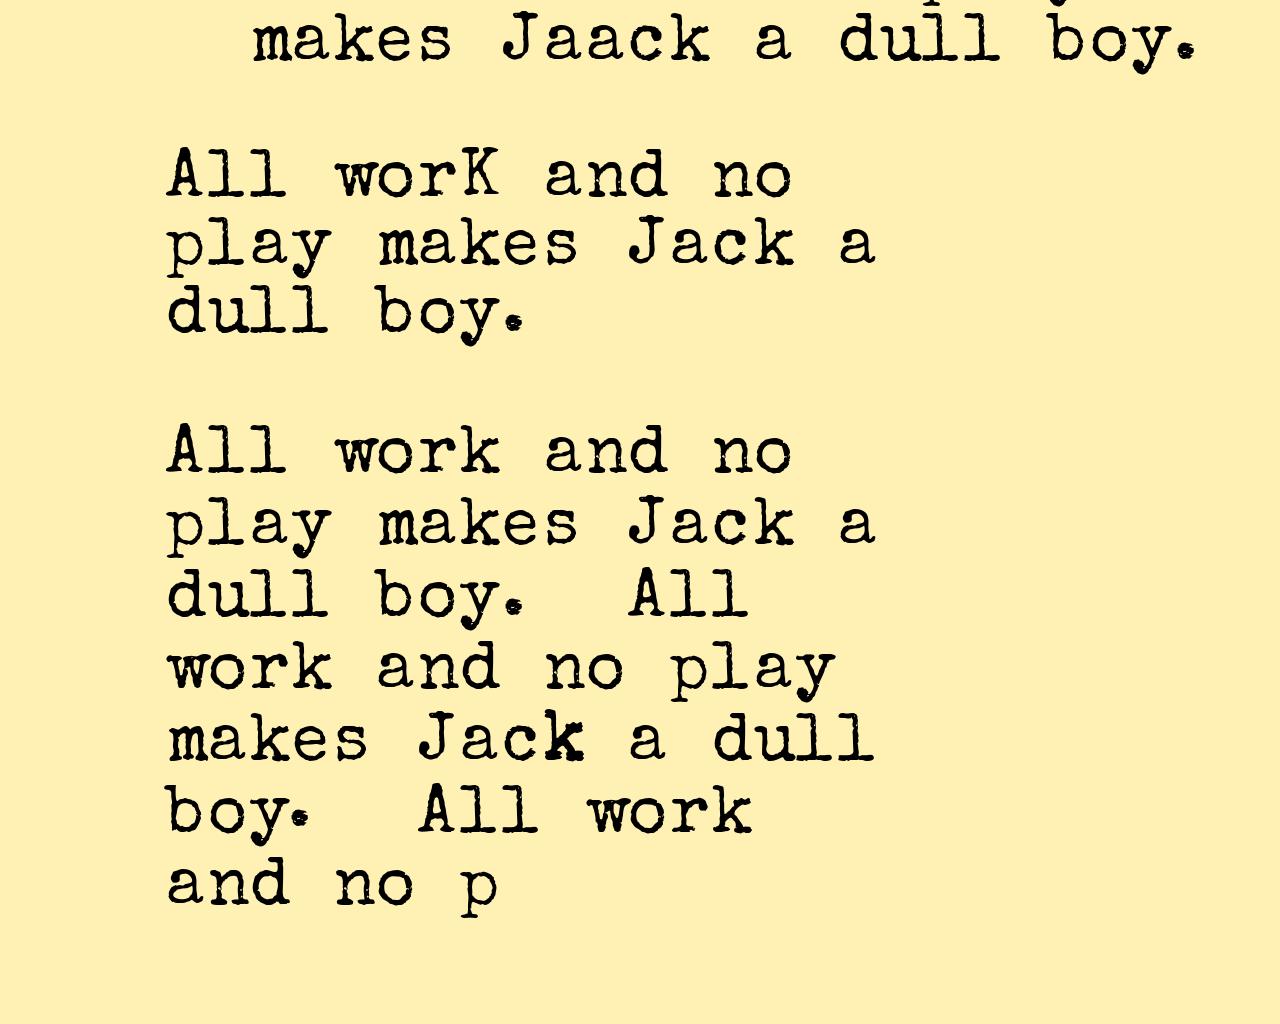 makes Jaack a dull boy.
All worK and no
play makes Jack a
dull boy.
All work and no
play makes Jack a
dull boy.  All
work and no play
makes Jack a dull
boy.  All work
and no p